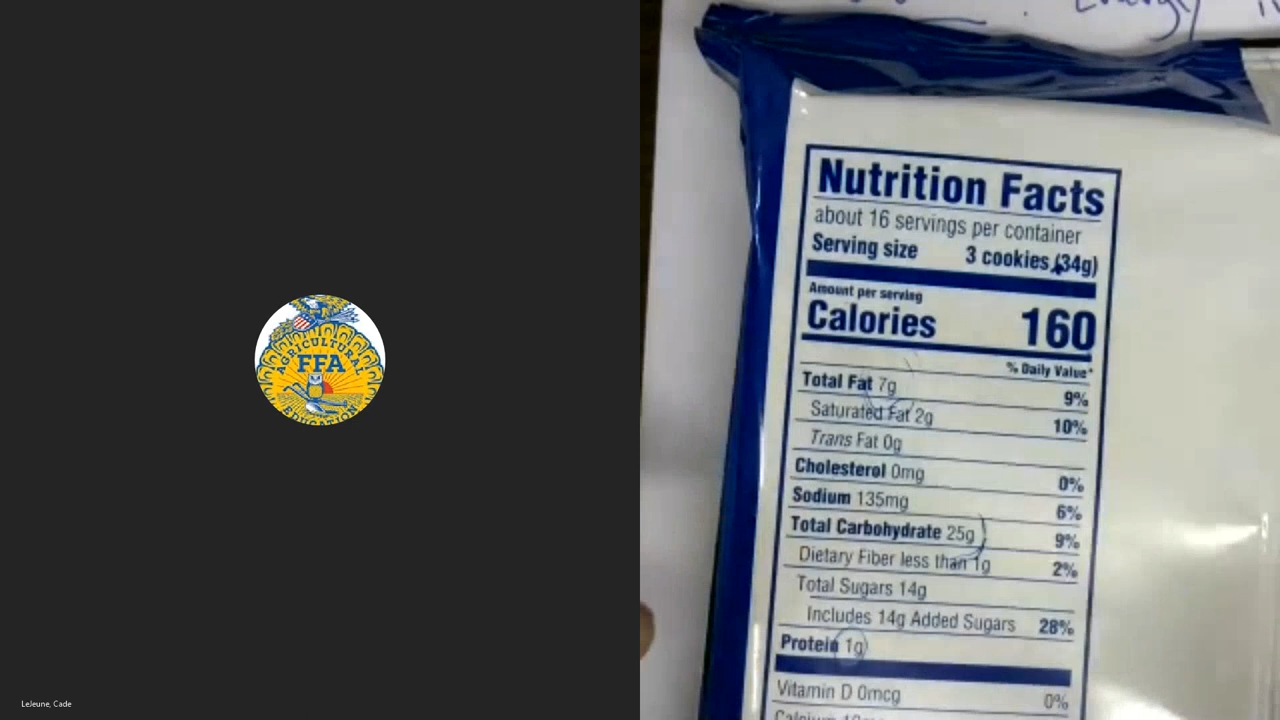 Energy
Nutrition Facts
about 16 servings per container
Serving size 3 cookies (34g)
Amount per serving
Calories 160
% Daily Value*
Total Fat 7g 9%
Saturated Fat 2g 10%
Trans Fat 0g
Cholesterol 0mg 0%
Sodium 135mg 6%
Total Carbohydrate 25g 9%
Dietary Fiber less than 1g 2%
Total Sugars 14g
Includes 14g Added Sugars 28%
Protein 1g
Vitamin D 0mcg 0%
Calcium 10mg
AGRICULTURAL
FFA
EDUCATION
LeJeune, Cade